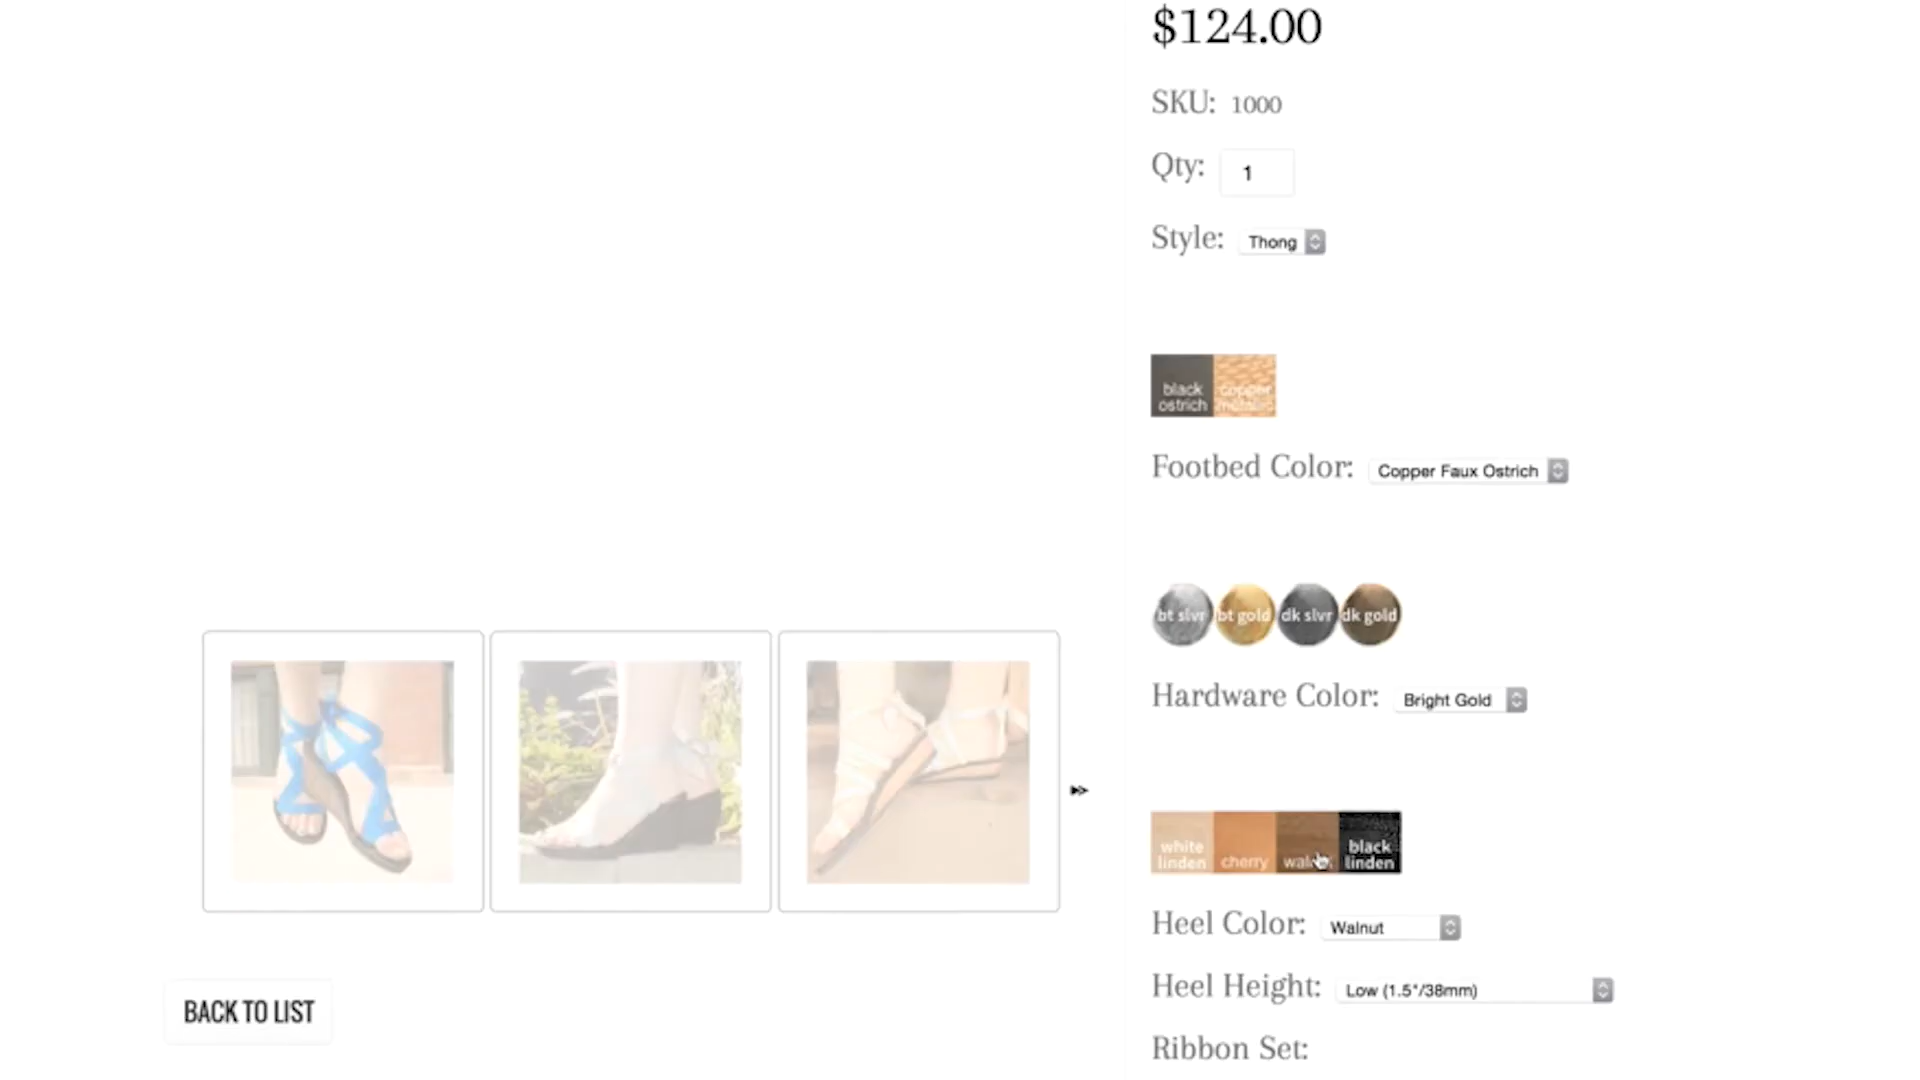 $124.00
SKU: 1000
Qty: 1
Style: Thong
black
ostrich
copper
metallic
Footbed Color: Copper Faux Ostrich
bt slvr bt gold dk slvr dk gold
Hardware Color: Bright Gold
white
linden
cherry
black
linden
Heel Color: Walnut
Heel Height: Low (1.5"/38mm)
Ribbon Set:
BACK TO LIST